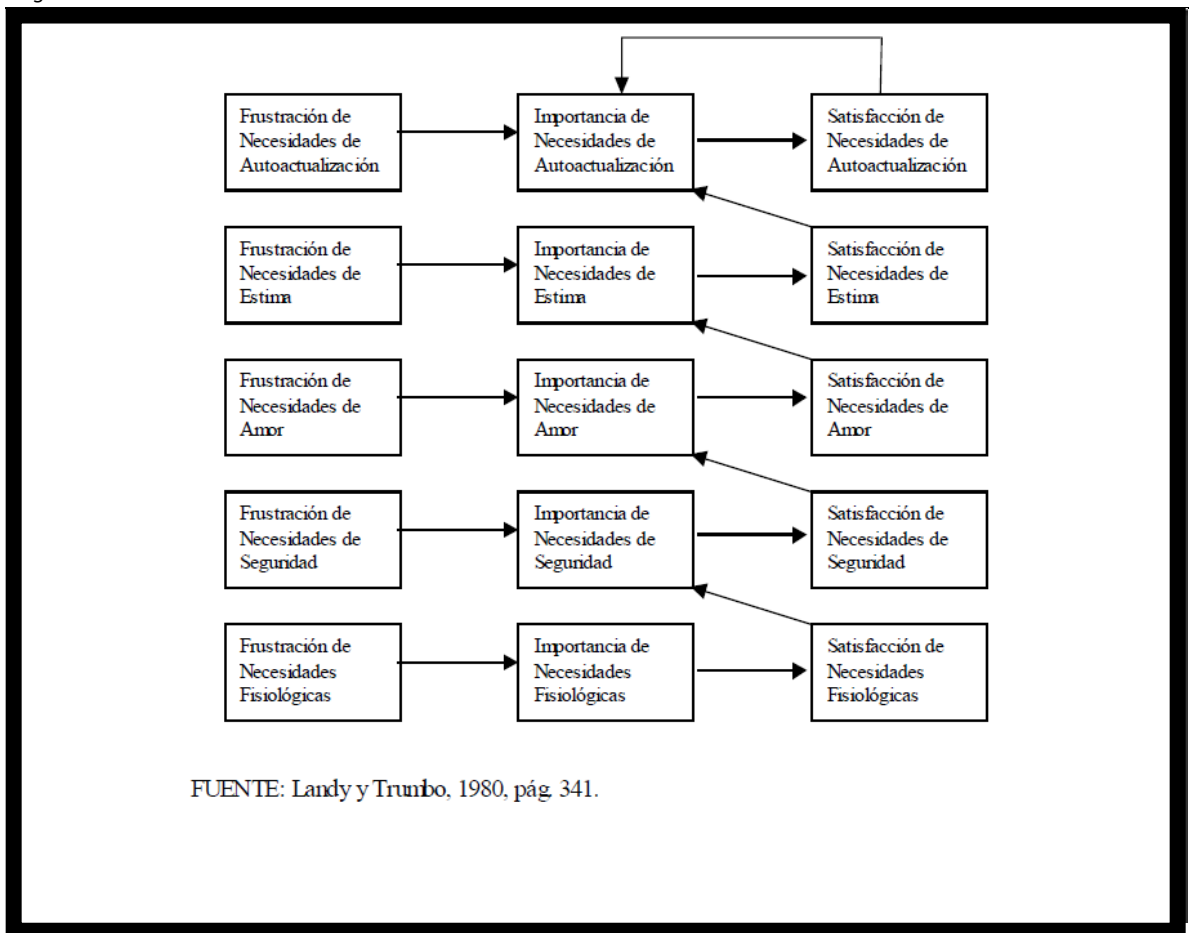 Frustración de
Necesidades de
Autoactualización
Importancia de
Necesidades de
Autoactualización
Satisfacción de
Necesidades de
Autoactualización
Frustración de
Necesidades de
Estima
Importancia de
Necesidades de
Estima
Satisfacción de
Necesidades de
Estima
Frustración de
Necesidades de
Amor
Importancia de
Necesidades de
Amor
Satisfacción de
Necesidades de
Amor
Frustración de
Necesidades de
Seguridad
Importancia de
Necesidades de
Seguridad
Satisfacción de
Necesidades de
Seguridad
Frustración de
Necesidades
Fisiológicas
Importancia de
Necesidades
Fisiológicas
Satisfacción de
Necesidades
Fisiológicas
FUENTE: Landy y Trumbo, 1980, pág. 341.